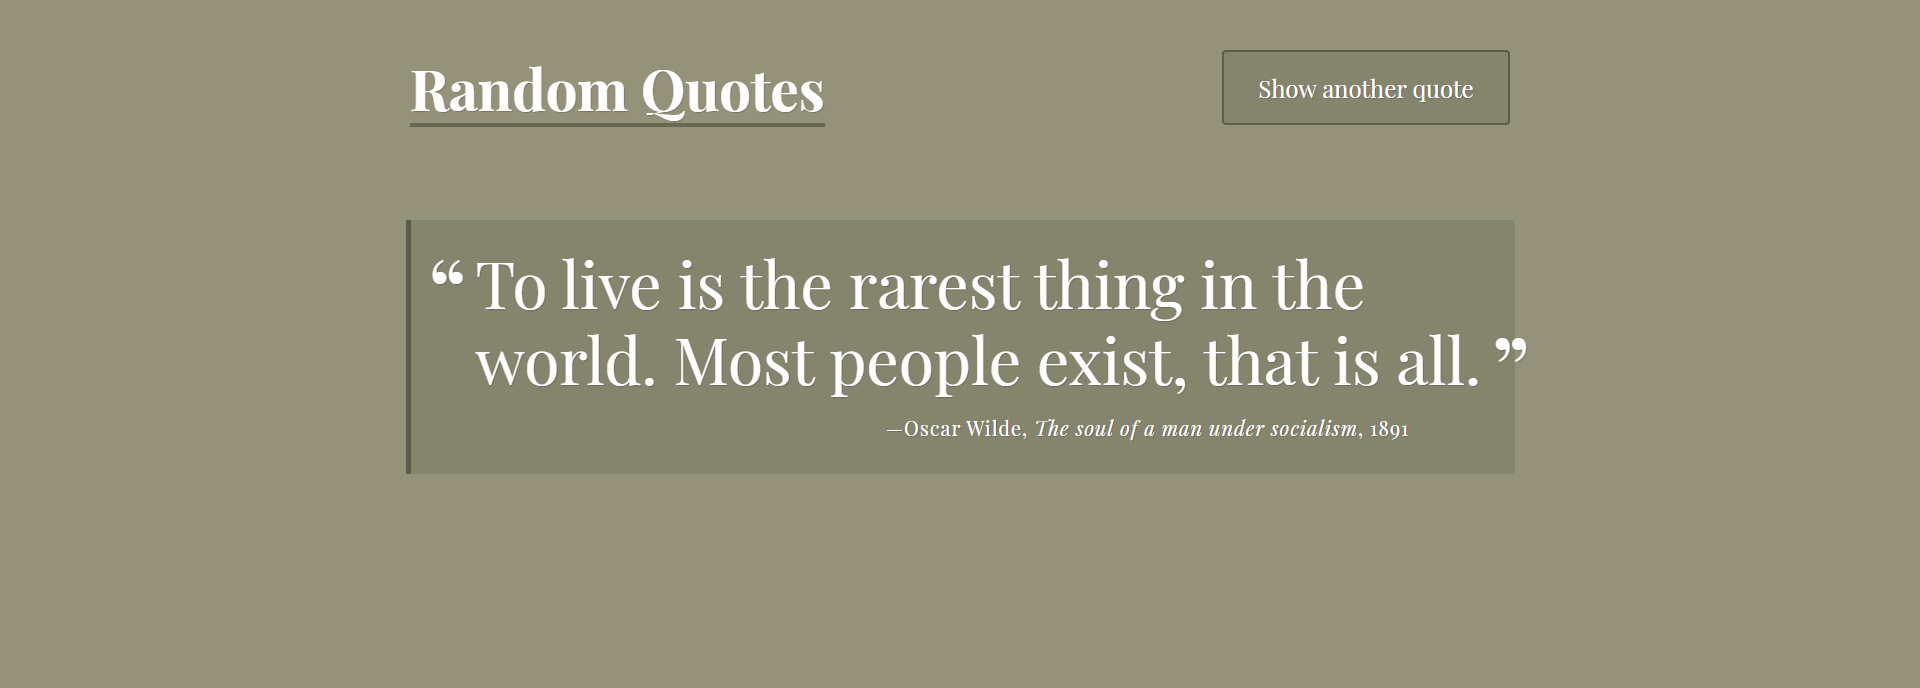 Random Quotes
Show another quote
“To live is the rarest thing in the
world. Most people exist, that is all.”
—Oscar Wilde, The soul of a man under socialism, 1891